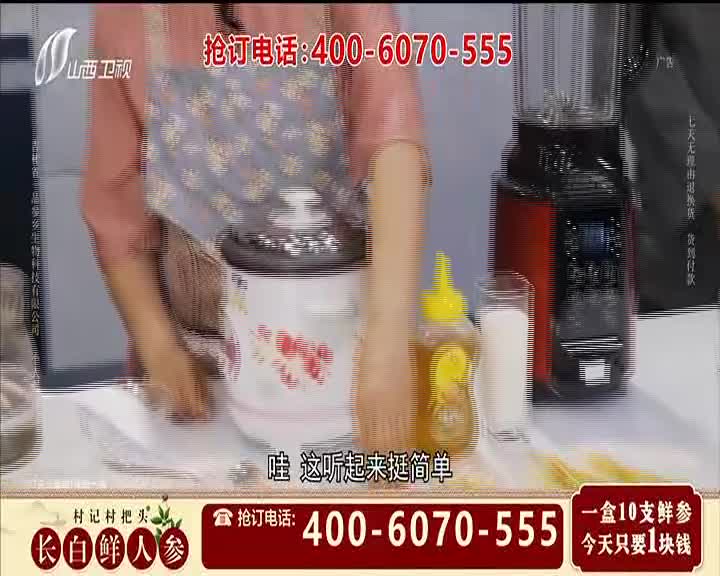 山西卫视
抢订电话:400-6070-555
广告
七天无理由退换货 货到付款
哇 这听起来挺简单
村记村把头
长白鲜人参
抢订电话:
400-6070-555
一盒10支鲜参
今天只要1块钱